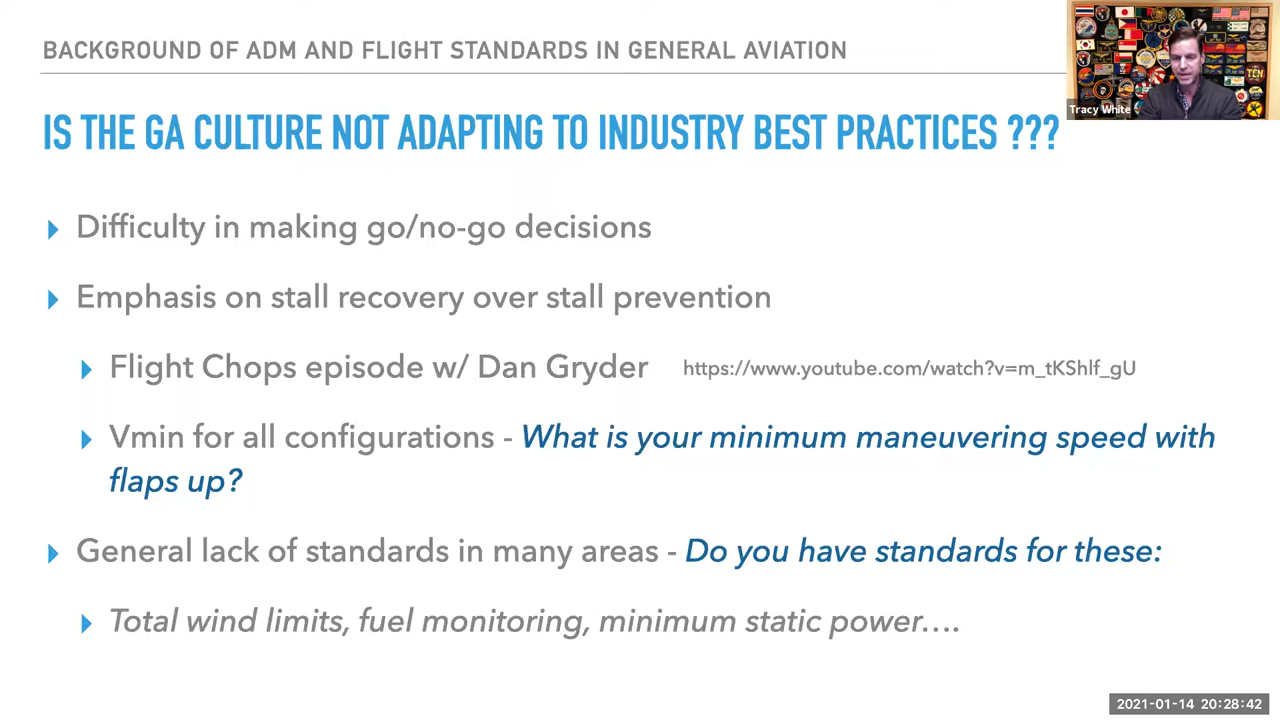 BACKGROUND OF ADM AND FLIGHT STANDARDS IN GENERAL AVIATION
IS THE GA CULTURE NOT ADAPTING TO INDUSTRY BEST PRACTICES ???
Difficulty in making go/no-go decisions
Emphasis on stall recovery over stall prevention
Flight Chops episode w/ Dan Gryder https://www.youtube.com/watch?v=m_tKShlf_gU
Vmin for all configurations - What is your minimum maneuvering speed with
flaps up?
General lack of standards in many areas - Do you have standards for these:
Total wind limits, fuel monitoring, minimum static power....
Tracy White
TEN
2021-01-14 20:28:42